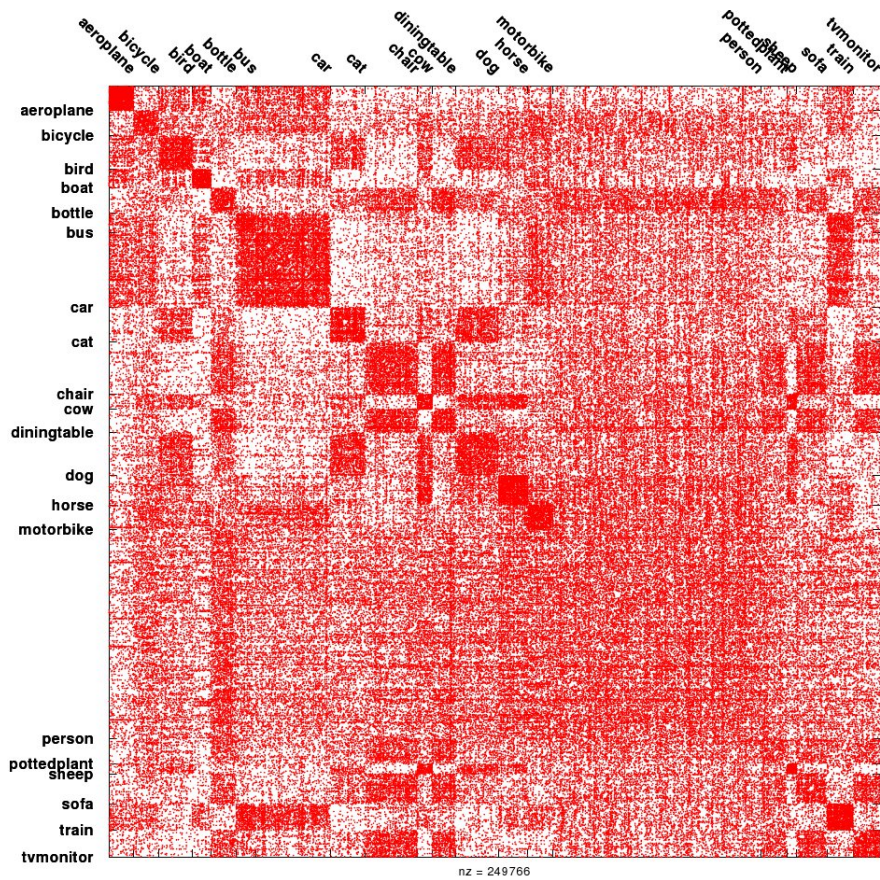 aeroplane
bicycle
bird
boat
bottle
bus
car
cat
chair
cow
diningtable
dog
horse
motorbike
person
pottedplant
sheep
sofa
train
tvmonitor
aeroplane
bicycle
bird
boat
bottle
bus
car
cat
chair
cow
diningtable
dog
horse
motorbike
person
pottedplant
sheep
sofa
train
tvmonitor
nz = 249766